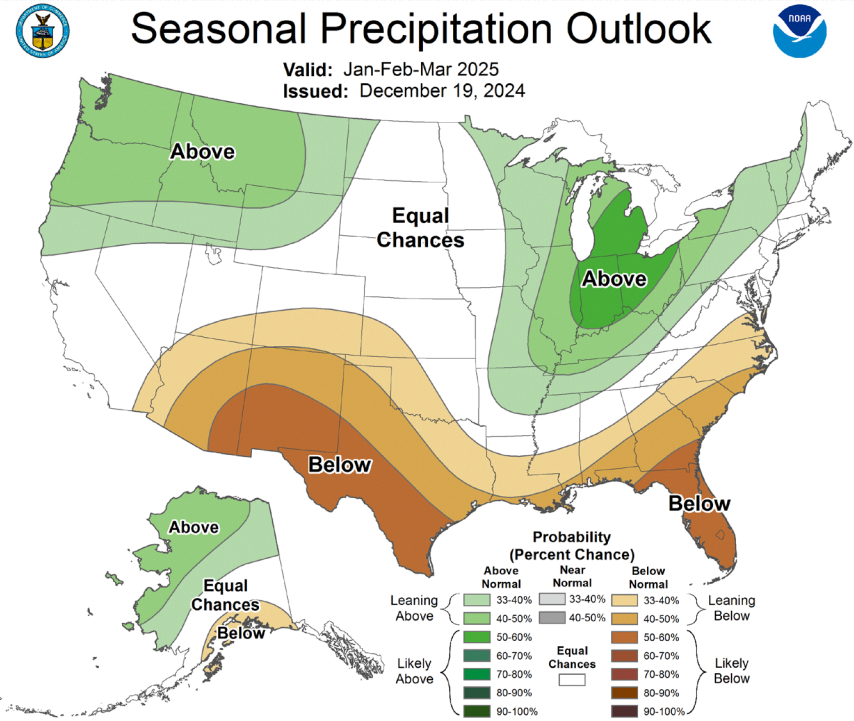 Seasonal Precipitation Outlook
NOAA
Valid: Jan-Feb-Mar 2025
Issued: December 19, 2024
Above
Equal
Chances
Above
Below
Below
Above
Equal
Chances
Below
Probability
(Percent Chance)
Above
Normal
Near
Normal
Below
Normal
Leaning
Above
33-40%
40-50%
33-40%
40-50%
33-40%
40-50%
Leaning
Below
Likely
Above
50-60%
60-70%
70-80%
80-90%
90-100%
Equal
Chances
50-60%
60-70%
70-80%
80-90%
90-100%
Likely
Below